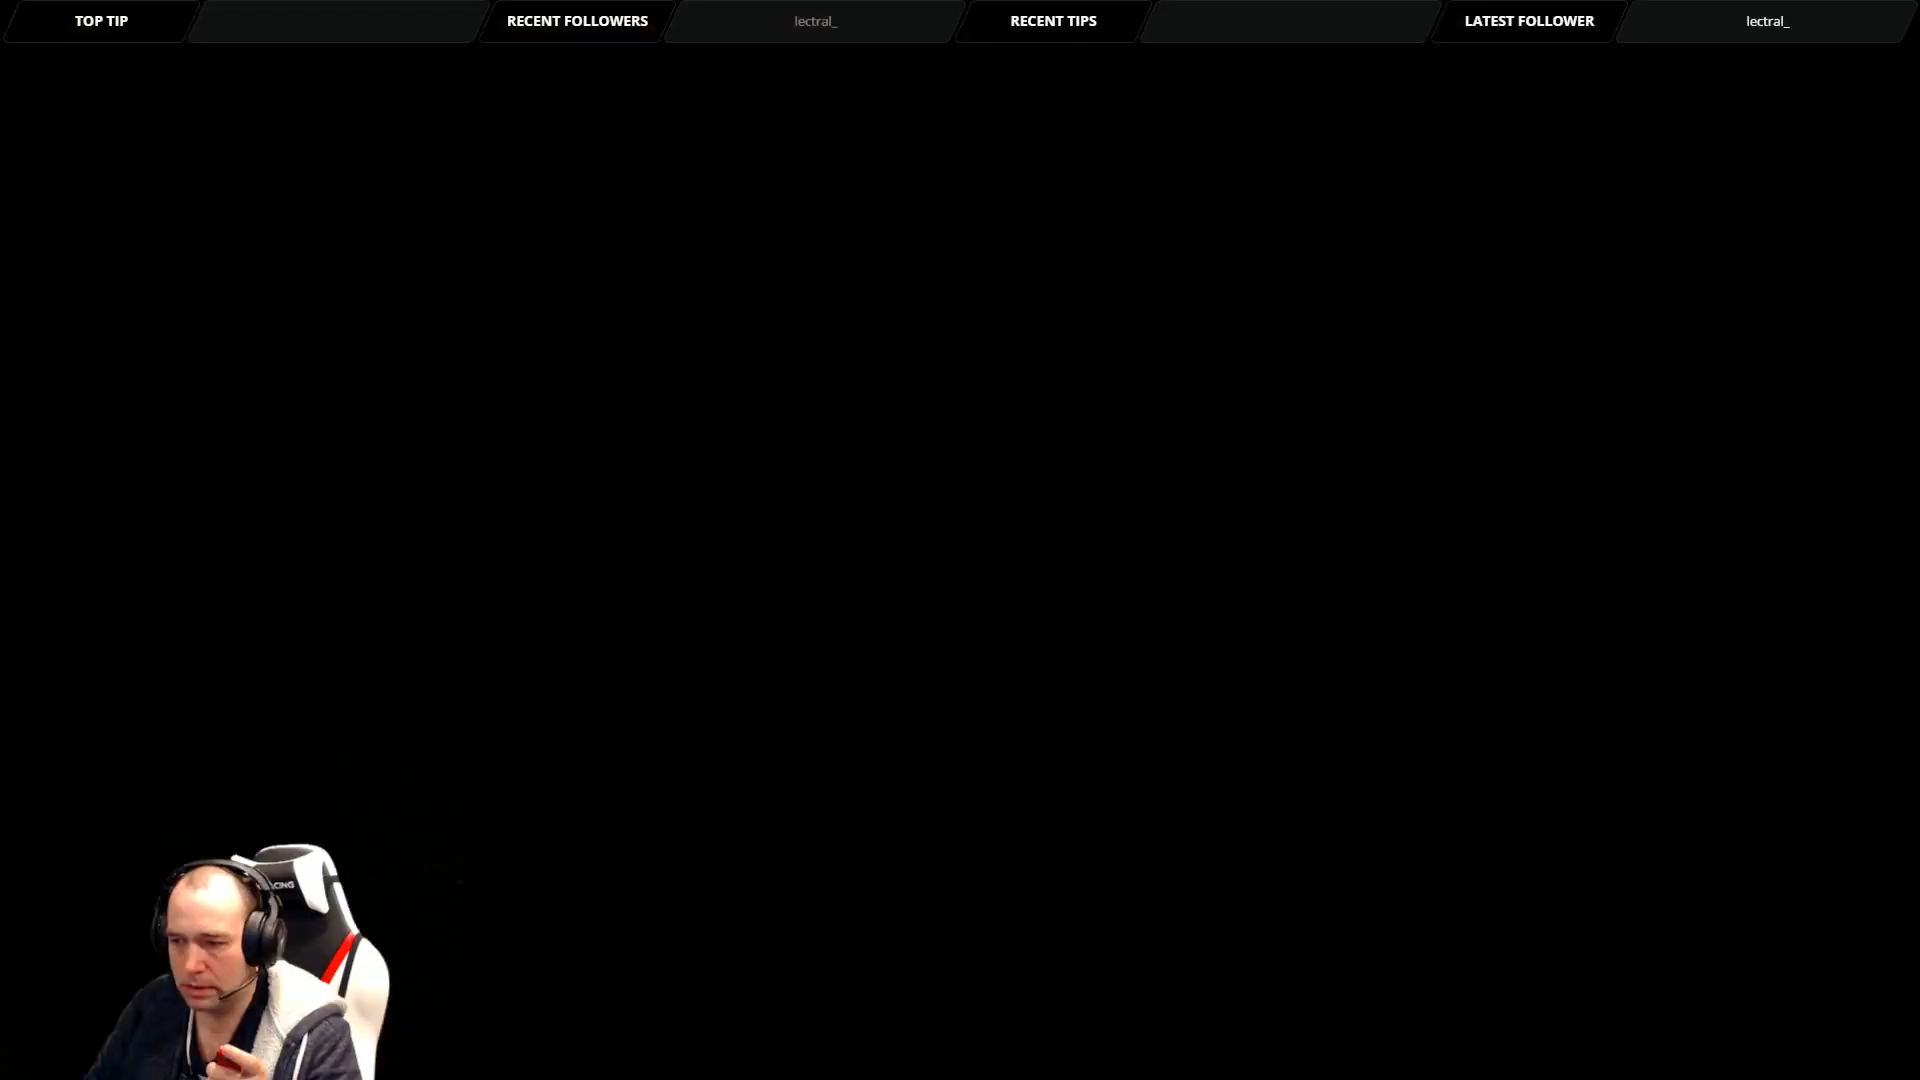 TOP TIP
RECENT FOLLOWERS
lectral_
RECENT TIPS
LATEST FOLLOWER
lectral_